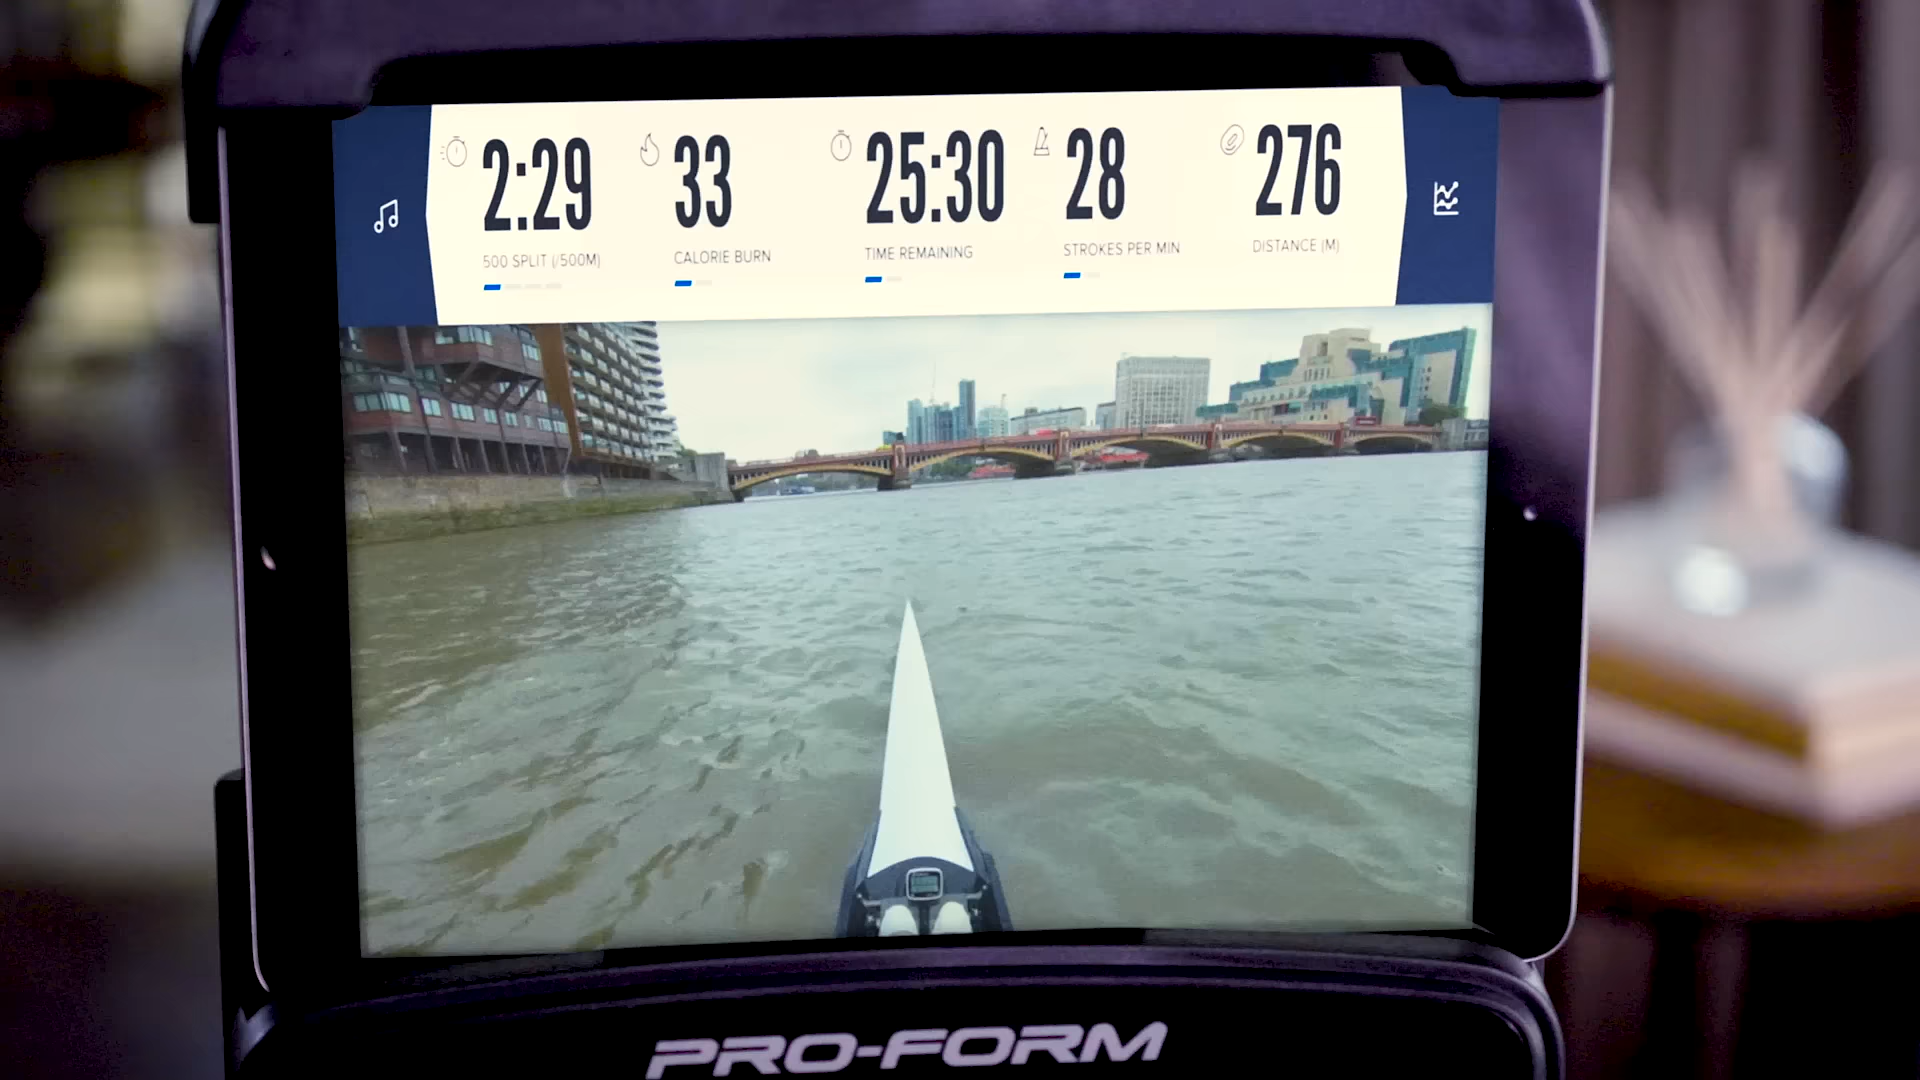 2:29
500 SPLIT (/500M)
33
CALORIE BURN
25:30
TIME REMAINING
28
STROKES PER MIN
276
DISTANCE (M)
PRO-FORM